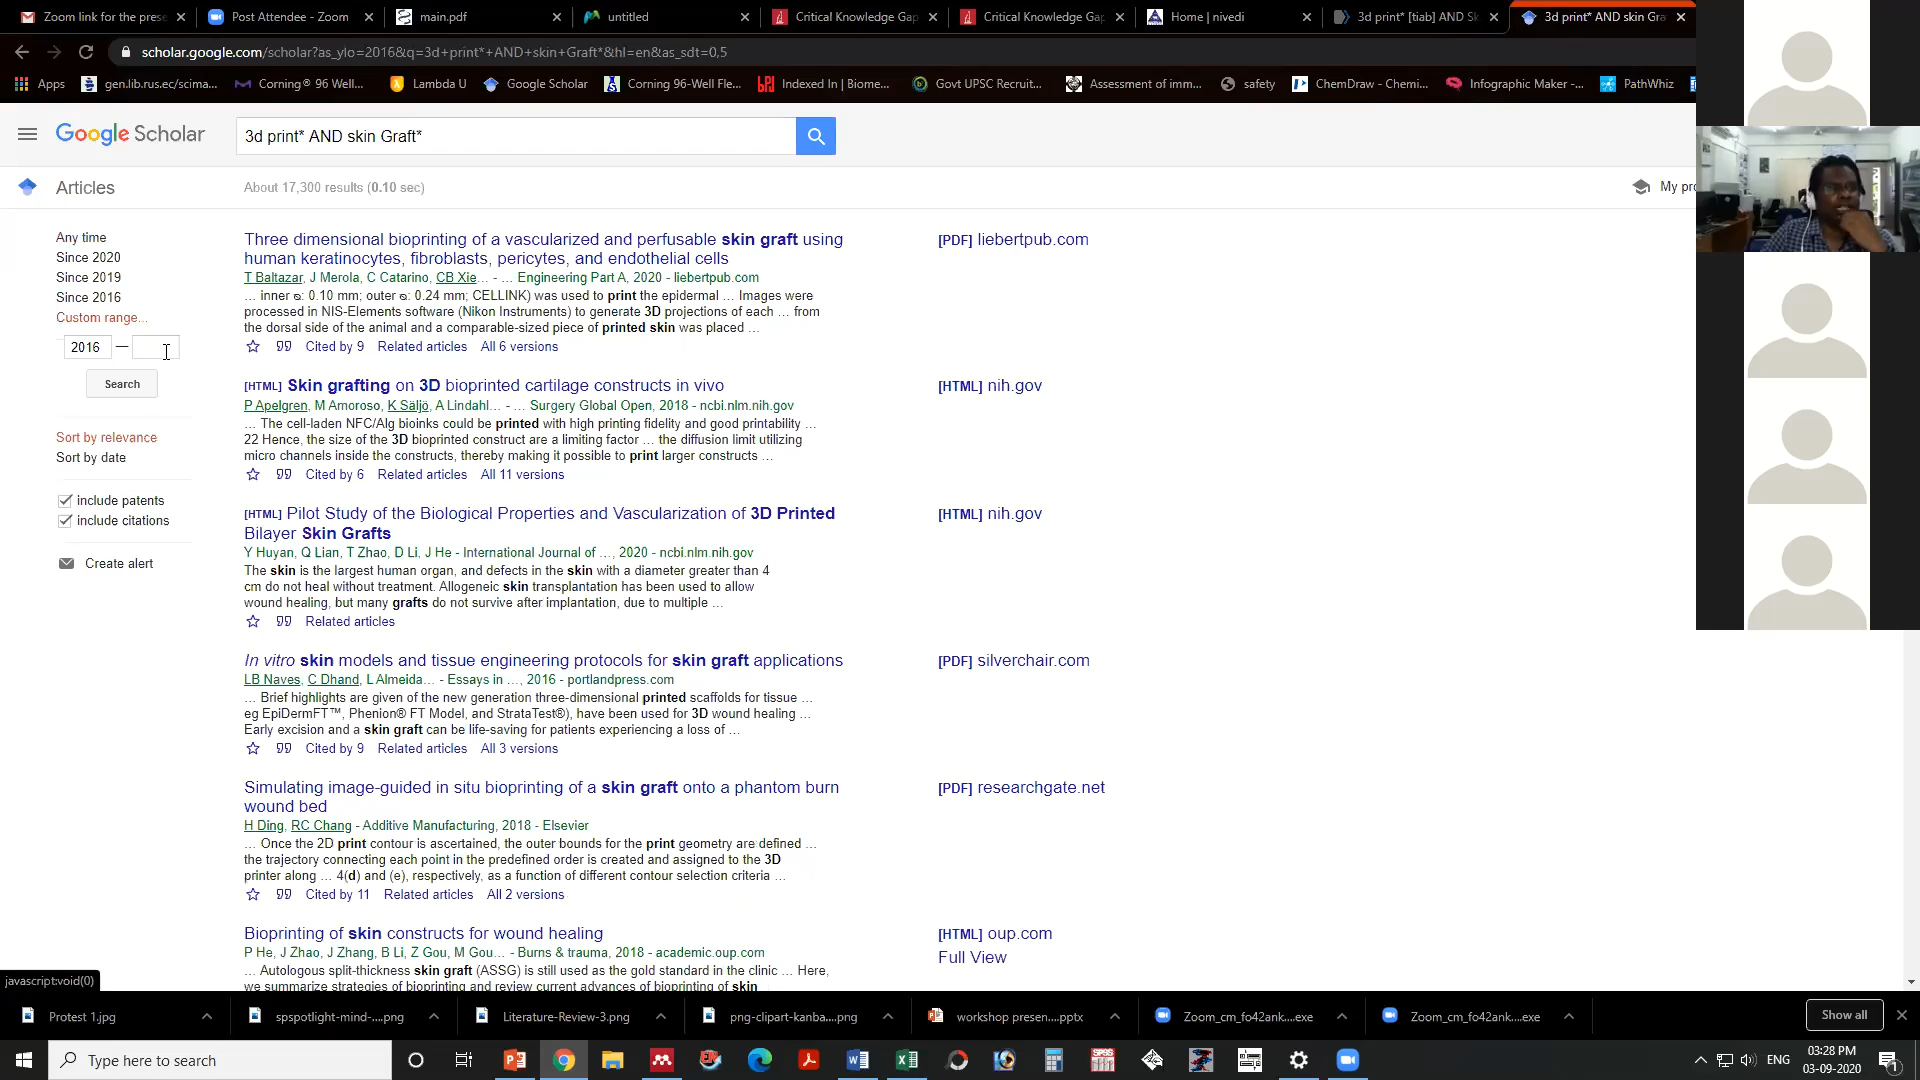 Zoom link for the prese
Post Attendee - Zoom
main.pdf
untitled
Critical Knowledge Gap
Critical Knowledge Gap
Home | nivedi
3d print* [tiab] AND Sk
3d print* AND skin Gra
scholar.google.com/scholar?as_ylo=2016&q=3d+print*+AND+skin+Graft*&hl=en&as_sdt=0,5
Apps
gen.lib.rus.ec/scima...
Corning® 96 Well...
Lambda U
Google Scholar
Corning 96-Well Fle...
Indexed In | Biome...
Govt UPSC Recruit...
Assessment of imm...
safety
ChemDraw - Chemi...
Infographic Maker -...
PathWhiz
Google Scholar
3d print* AND skin Graft*
Articles
About 17,300 results (0.10 sec)
My pro
Any time
Since 2020
Since 2019
Since 2016
Custom range...
2016 —
Search
Sort by relevance
Sort by date
include patents
include citations
Create alert
Three dimensional bioprinting of a vascularized and perfusable skin graft using
human keratinocytes, fibroblasts, pericytes, and endothelial cells
T Baltazar, J Merola, C Catarino, CB Xie... - ... Engineering Part A, 2020 - liebertpub.com
... inner ⌀: 0.10 mm; outer ⌀: 0.24 mm; CELLINK) was used to print the epidermal ... Images were
processed in NIS-Elements software (Nikon Instruments) to generate 3D projections of each ... from
the dorsal side of the animal and a comparable-sized piece of printed skin was placed ...
Cited by 9 Related articles All 6 versions
[PDF] liebertpub.com
[HTML] Skin grafting on 3D bioprinted cartilage constructs in vivo
P Apelgren, M Amoroso, K Säljö, A Lindahl... - ... Surgery Global Open, 2018 - ncbi.nlm.nih.gov
... The cell-laden NFC/Alg bioinks could be printed with high printing fidelity and good printability ...
22 Hence, the size of the 3D bioprinted construct are a limiting factor ... the diffusion limit utilizing
micro channels inside the constructs, thereby making it possible to print larger constructs ...
Cited by 6 Related articles All 11 versions
[HTML] nih.gov
[HTML] Pilot Study of the Biological Properties and Vascularization of 3D Printed
Bilayer Skin Grafts
Y Huyan, Q Lian, T Zhao, D Li, J He - International Journal of ..., 2020 - ncbi.nlm.nih.gov
The skin is the largest human organ, and defects in the skin with a diameter greater than 4
cm do not heal without treatment. Allogeneic skin transplantation has been used to allow
wound healing, but many grafts do not survive after implantation, due to multiple ...
Related articles
[HTML] nih.gov
In vitro skin models and tissue engineering protocols for skin graft applications
LB Naves, C Dhand, L Almeida... - Essays in ..., 2016 - portlandpress.com
... Brief highlights are given of the new generation three-dimensional printed scaffolds for tissue ...
eg EpiDermFT™, Phenion® FT Model, and StrataTest®), have been used for 3D wound healing ...
Early excision and a skin graft can be life-saving for patients experiencing a loss of ...
Cited by 9 Related articles All 3 versions
[PDF] silverchair.com
Simulating image-guided in situ bioprinting of a skin graft onto a phantom burn
wound bed
H Ding, RC Chang - Additive Manufacturing, 2018 - Elsevier
... Once the 2D print contour is ascertained, the outer bounds for the print geometry are defined ...
the trajectory connecting each point in the predefined order is created and assigned to the 3D
printer along ... 4(d) and (e), respectively, as a function of different contour selection criteria ...
Cited by 11 Related articles All 2 versions
[PDF] researchgate.net
Bioprinting of skin constructs for wound healing
P He, J Zhao, J Zhang, B Li, Z Gou, M Gou... - Burns & trauma, 2018 - academic.oup.com
... Autologous split-thickness skin graft (ASSG) is still used as the gold standard in the clinic ... Here,
we summarize strategies of bioprinting and review current advances of bioprinting of skin
[HTML] oup.com
Full View
javascript:void(0)
Protest 1.jpg
spspotlight-mind-....png
Literature-Review-3.png
png-clipart-kanba....png
workshop presen....pptx
Zoom_cm_fo42ank....exe
Zoom_cm_fo42ank....exe
Show all
Type here to search
ENG
03:28 PM
03-09-2020
1